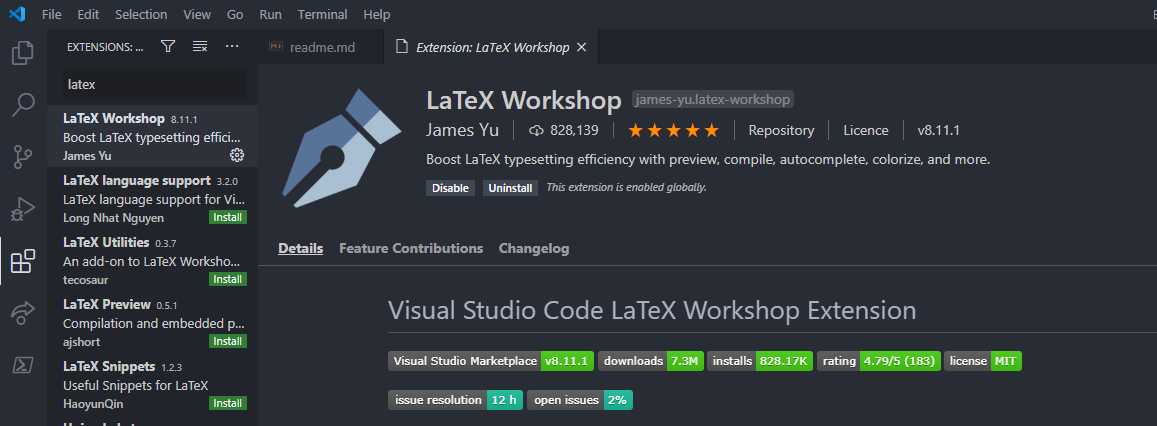 File Edit Selection View Go Run Terminal Help
EXTENSIONS: ...
readme.md
Extension: LaTeX Workshop
latex
LaTeX Workshop 8.11.1
Boost LaTeX typesetting effici...
James Yu
LaTeX language support 3.2.0
LaTeX language support for Vi...
Long Nhat Nguyen Install
LaTeX Utilities 0.3.7
An add-on to LaTeX Worksho...
tecosaur Install
LaTeX Preview 0.5.1
Compilation and embedded p...
ajshort Install
LaTeX Snippets 1.2.3
Useful Snippets for LaTeX
HaoyunQin Install
LaTeX Workshop james-yu.latex-workshop
James Yu 828,139 Repository Licence v8.11.1
Boost LaTeX typesetting efficiency with preview, compile, autocomplete, colorize, and more.
Disable Uninstall This extension is enabled globally.
Details Feature Contributions Changelog
Visual Studio Code LaTeX Workshop Extension
Visual Studio Marketplace v8.11.1 downloads 7.3M installs 828.17K rating 4.79/5 (183) license MIT
issue resolution 12 h open issues 2%